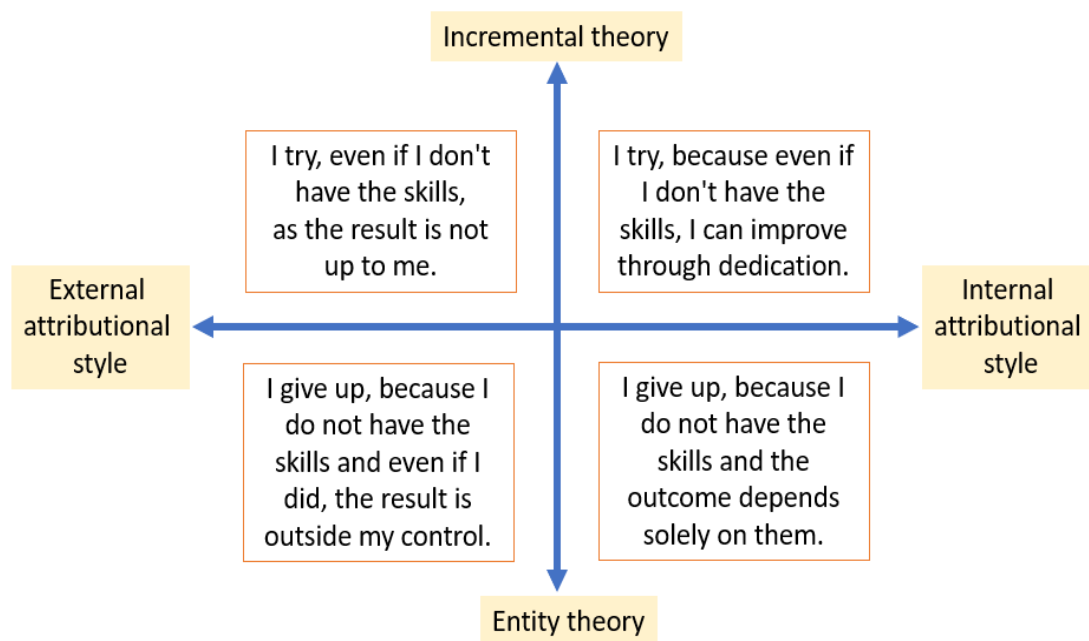 Incremental theory
I try, even if I don't
have the skills,
as the result is not
up to me.
I try, because even if
I don't have the
skills, I can improve
through dedication.
External
attributional
style
Internal
attributional
style
I give up, because I
do not have the
skills and even if I
did, the result is
outside my control.
I give up, because I
do not have the
skills and the
outcome depends
solely on them.
Entity theory